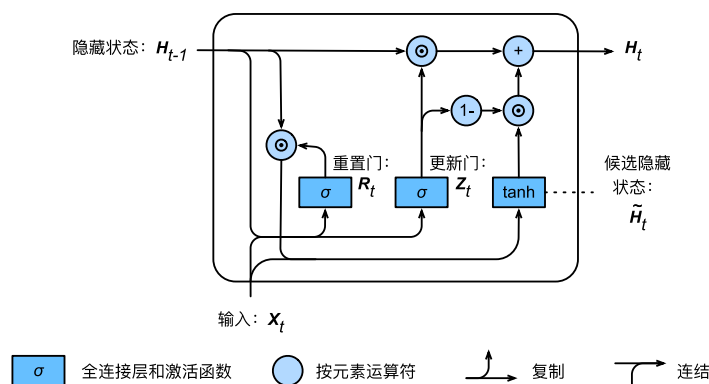 隐藏状态：H_{t-1}
⊙
+
H_t
1-
⊙
⊙
重置门：
R_t
更新门：
Z_t
候选隐藏
状态：
H̃_t
σ
σ
tanh
输入：X_t
σ
全连接层和激活函数
按元素运算符
复制
连结